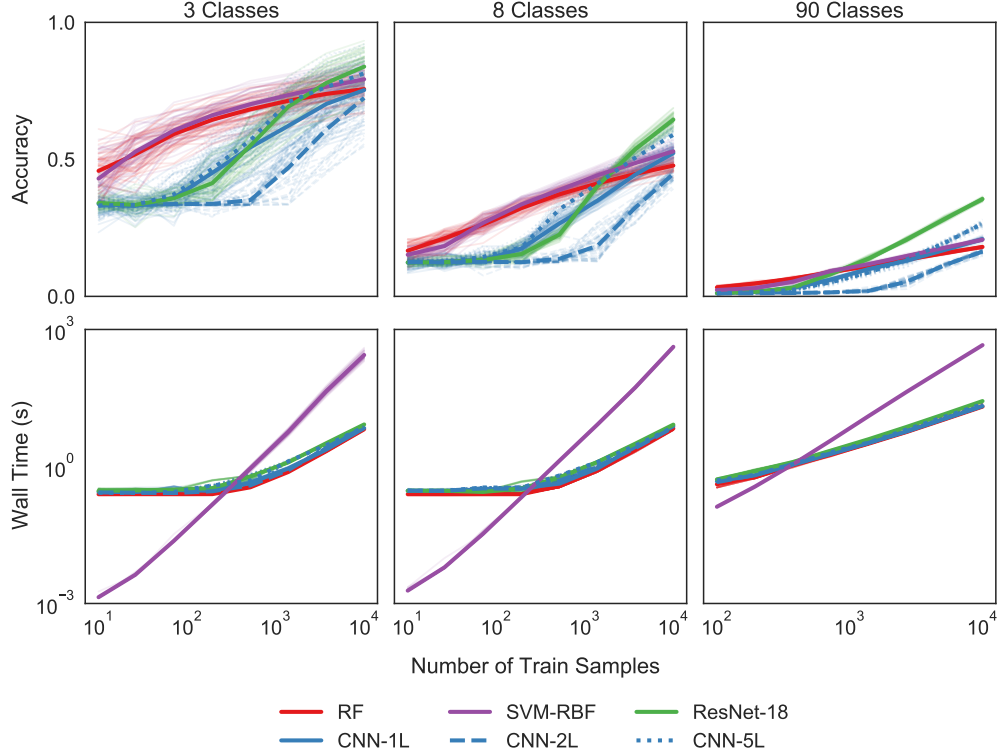 3 Classes
8 Classes
90 Classes
1.0
0.5
0.0
Accuracy
10^3
10^0
10^−3
Wall Time (s)
10^1 10^2 10^3 10^4
10^1 10^2 10^3 10^4
10^2 10^3 10^4
Number of Train Samples
RF SVM-RBF ResNet-18
CNN-1L CNN-2L CNN-5L